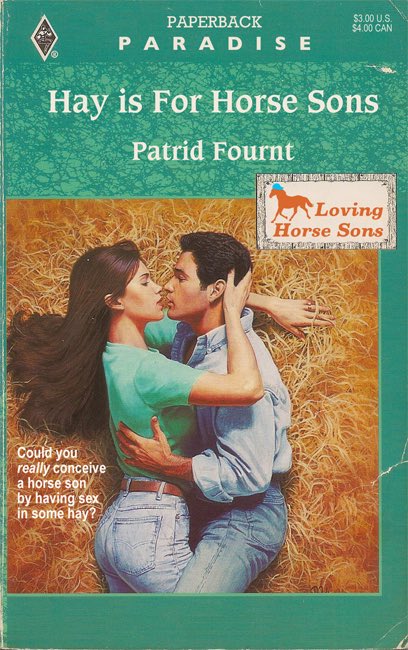 PAPERBACK
PARADISE
$3.00 U.S.
$4.00 CAN
®
Hay is For Horse Sons
Patrid Fournt
Loving
Horse Sons
Could you
really conceive
a horse son
by having sex
in some hay?